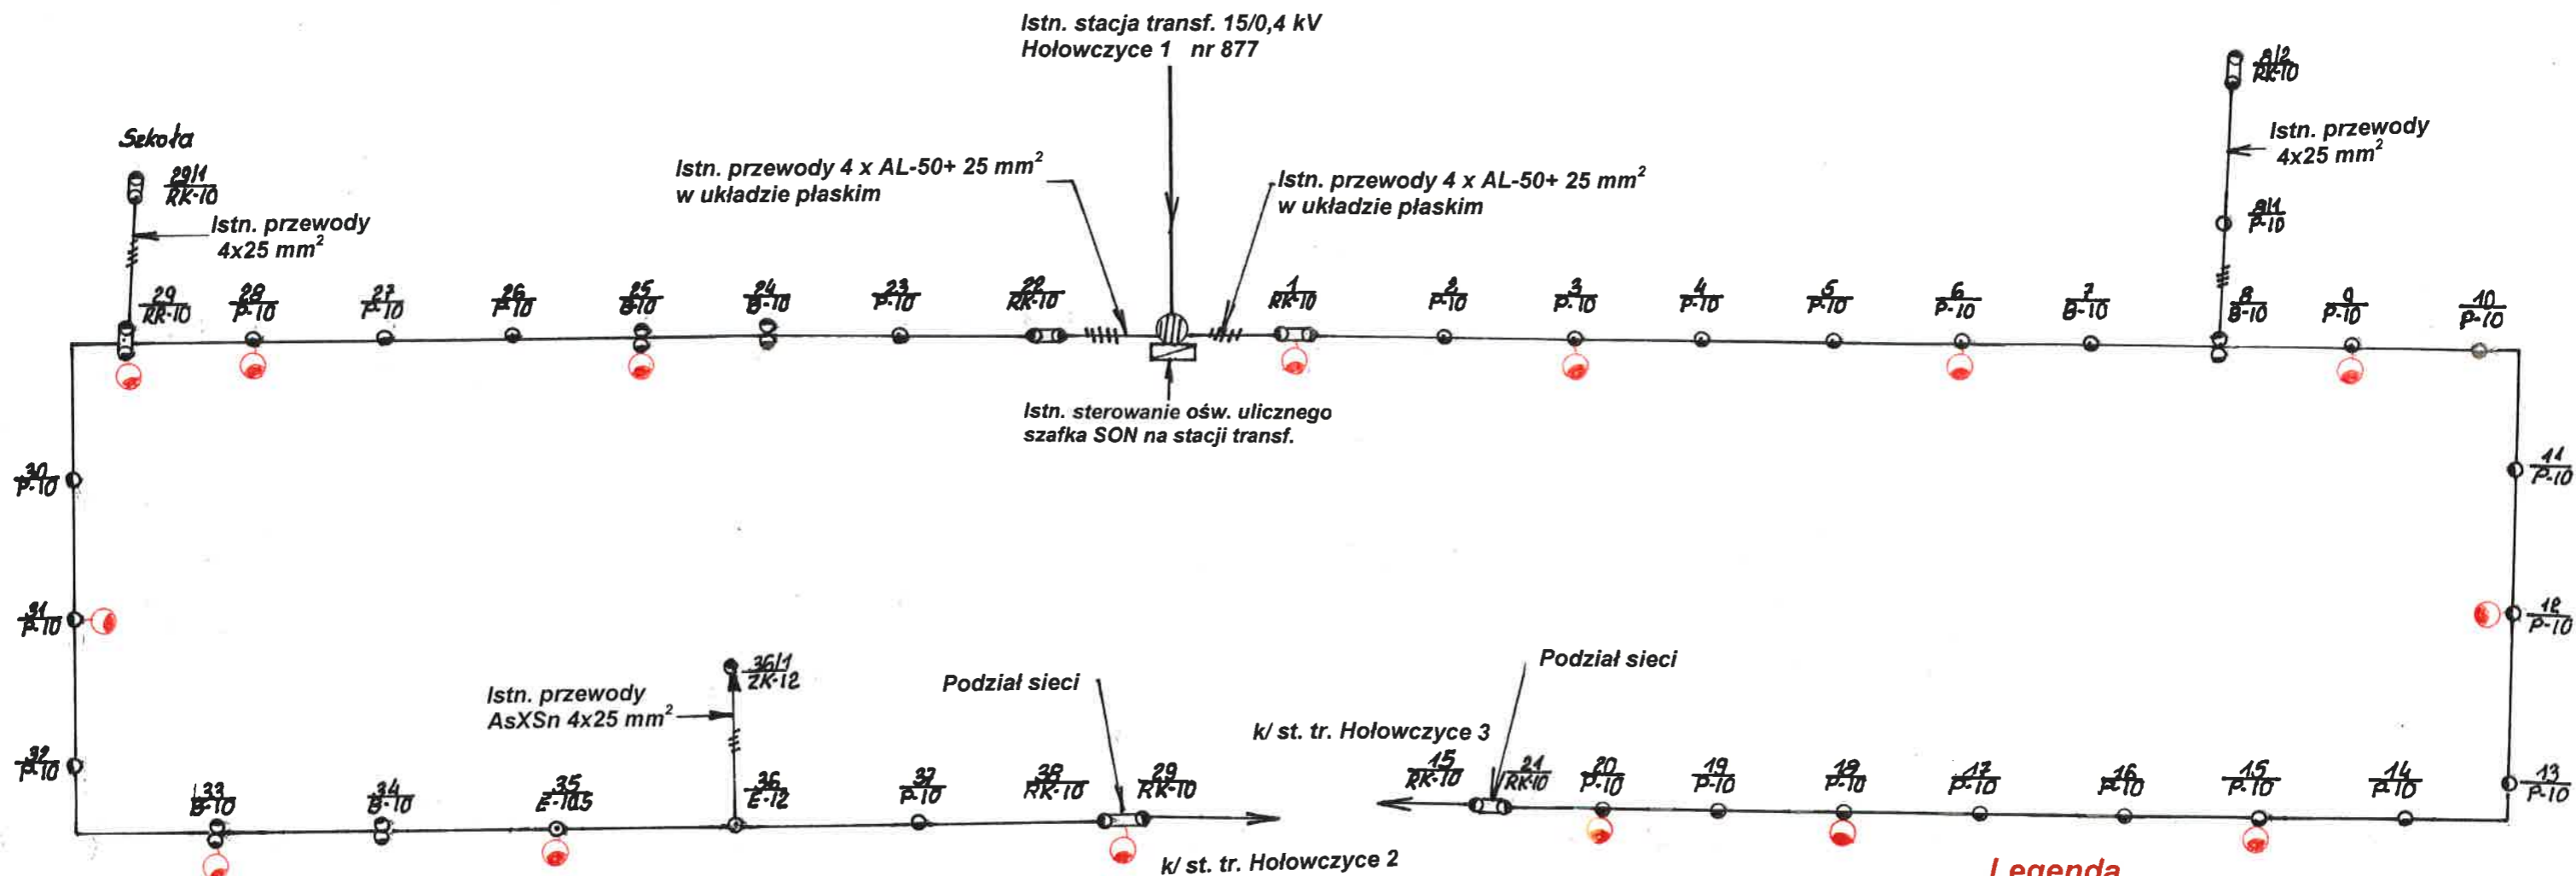 Istn. stacja transf. 15/0,4 kV
Hołowczyce 1 nr 877
8/2
RK-10
Szkoła
29/1
RK-10
Istn. przewody
4x25 mm²
Istn. przewody 4 x AL-50+ 25 mm²
w układzie płaskim
Istn. przewody 4 x AL-50+ 25 mm²
w układzie płaskim
Istn. przewody
4x25 mm²
8/1
P-10
29
RK-10
28
P-10
27
P-10
26
P-10
25
B-10
24
B-10
23
P-10
22
RK-10
1
RK-10
2
P-10
3
P-10
4
P-10
5
P-10
6
P-10
7
B-10
8
B-10
9
P-10
10
P-10
Istn. sterowanie ośw. ulicznego
szafka SON na stacji transf.
30
P-10
11
P-10
31
P-10
12
P-10
36/1
ZK-12
Istn. przewody
AsXSn 4x25 mm²
Podział sieci
Podział sieci
k/ st. tr. Hołowczyce 3
32
P-10
33
B-10
34
B-10
35
E-10,5
36
E-12
37
P-10
38
RK-10
29
RK-10
15
RK-10
21
RK-10
20
P-10
19
P-10
18
P-10
17
P-10
16
P-10
15
P-10
14
P-10
13
P-10
k/ st. tr. Hołowczyce 2
Legenda